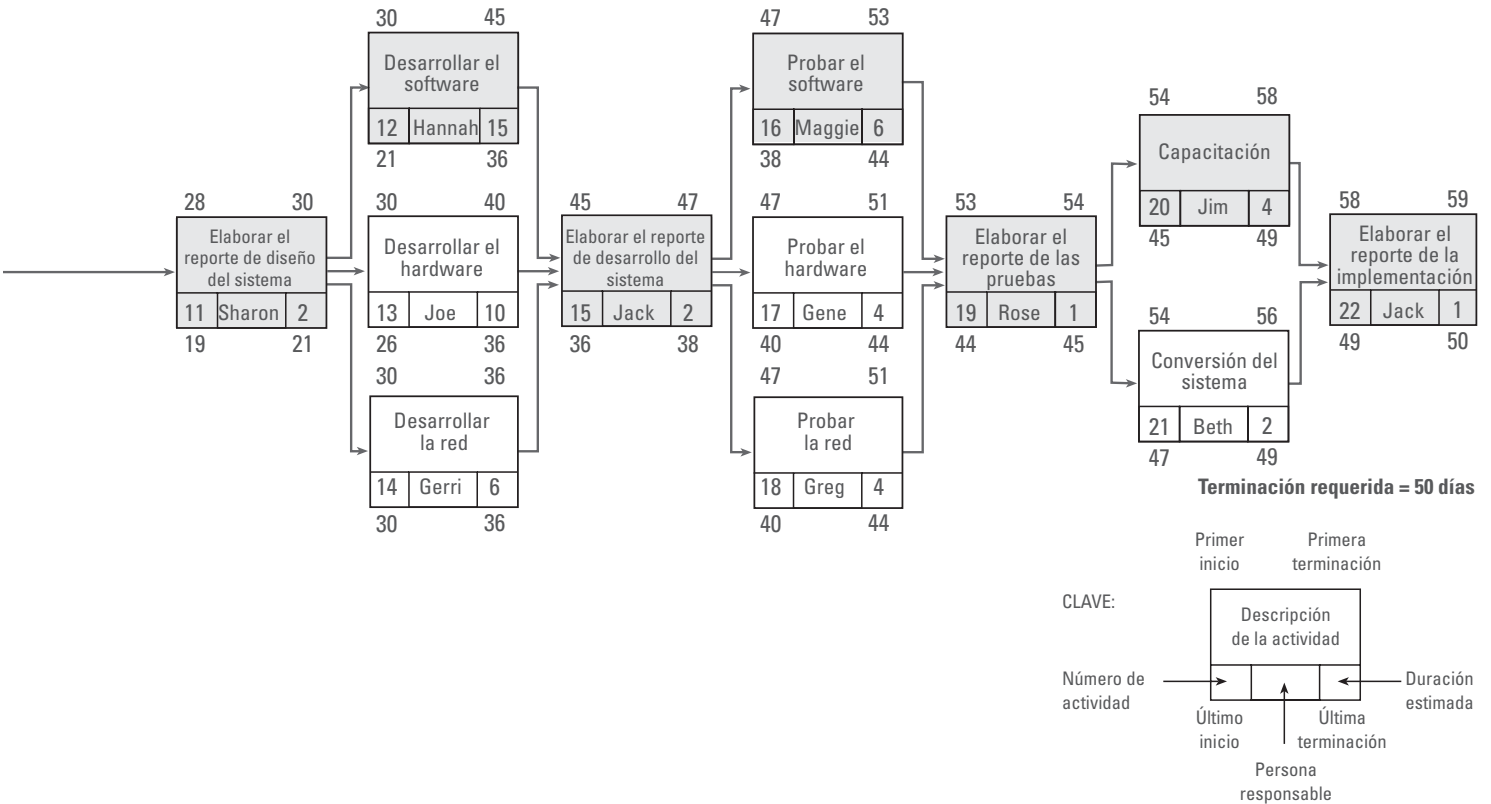 28 30
Elaborar el
reporte de diseño
del sistema
11 Sharon 2
19 21
30 45
Desarrollar el
software
12 Hannah 15
21 36
30 40
Desarrollar el
hardware
13 Joe 10
26 36
30 36
Desarrollar
la red
14 Gerri 6
30 36
45 47
Elaborar el reporte
de desarrollo del
sistema
15 Jack 2
36 38
47 53
Probar el
software
16 Maggie 6
38 44
47 51
Probar el
hardware
17 Gene 4
40 44
47 51
Probar
la red
18 Greg 4
40 44
53 54
Elaborar el
reporte de las
pruebas
19 Rose 1
44 45
54 58
Capacitación
20 Jim 4
45 49
54 56
Conversión del
sistema
21 Beth 2
47 49
58 59
Elaborar el
reporte de la
implementación
22 Jack 1
49 50
Terminación requerida = 50 días
CLAVE:
Primer
inicio
Primera
terminación
Descripción
de la actividad
Número de
actividad
Duración
estimada
Último
inicio
Última
terminación
Persona
responsable